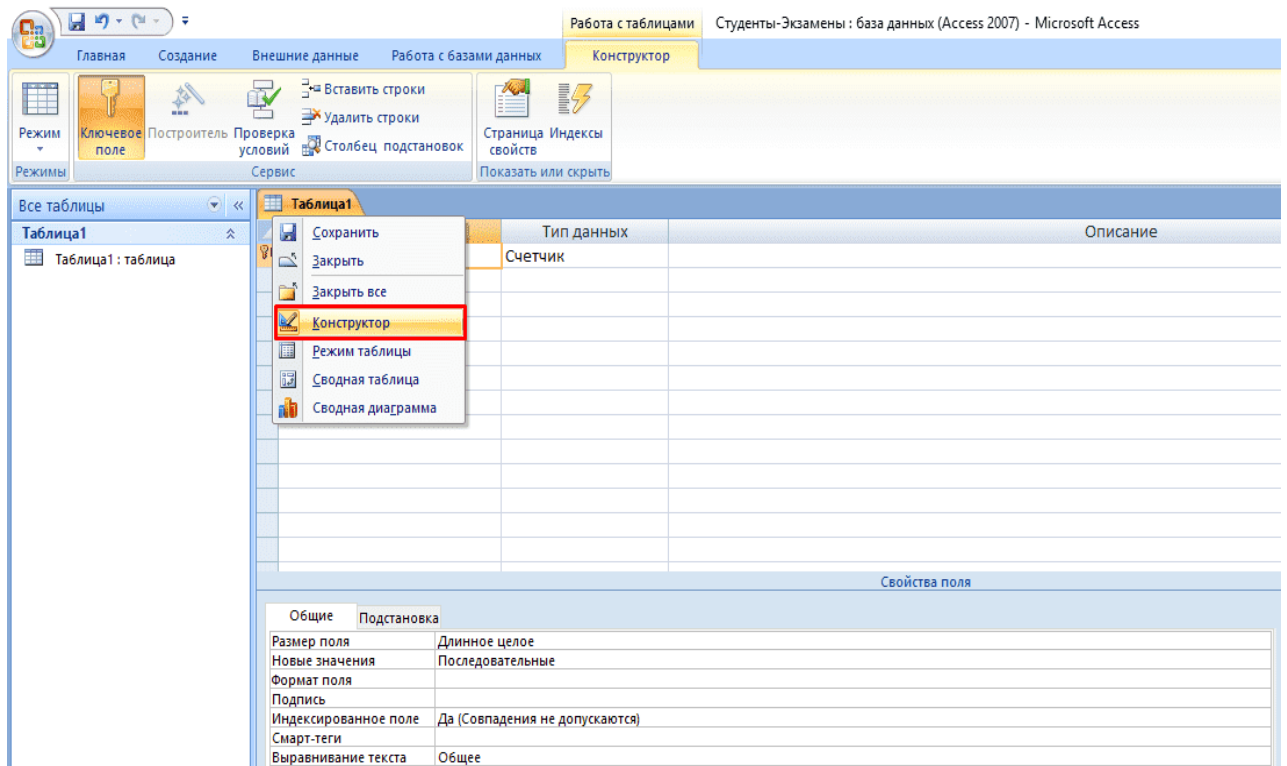 Работа с таблицами
Студенты-Экзамены : база данных (Access 2007) - Microsoft Access
Главная
Создание
Внешние данные
Работа с базами данных
Конструктор
Режим
Ключевое поле
Построитель
Проверка условий
Вставить строки
Удалить строки
Столбец подстановок
Страница свойств
Индексы
Режимы
Сервис
Показать или скрыть
Все таблицы
Таблица1
Таблица1 : таблица
Таблица1
Тип данных
Описание
Счетчик
Сохранить
Закрыть
Закрыть все
Конструктор
Режим таблицы
Сводная таблица
Сводная диаграмма
Свойства поля
Общие
Подстановка
Размер поля
Длинное целое
Новые значения
Последовательные
Формат поля
Подпись
Индексированное поле
Да (Совпадения не допускаются)
Смарт-теги
Выравнивание текста
Общее